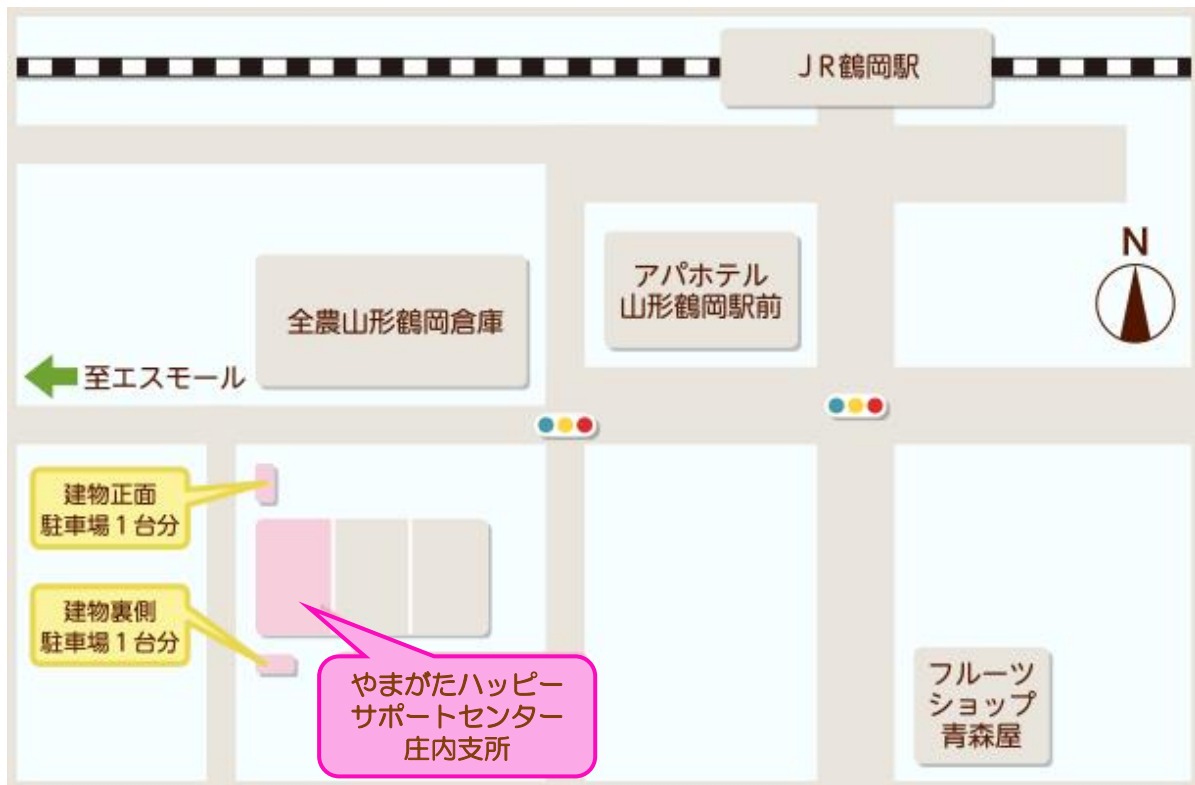 JR鶴岡駅
N
アパホテル
山形鶴岡駅前
全農山形鶴岡倉庫
至エスモール
建物正面
駐車場1台分
建物裏側
駐車場1台分
やまがたハッピー
サポートセンター
庄内支所
フルーツ
ショップ
青森屋